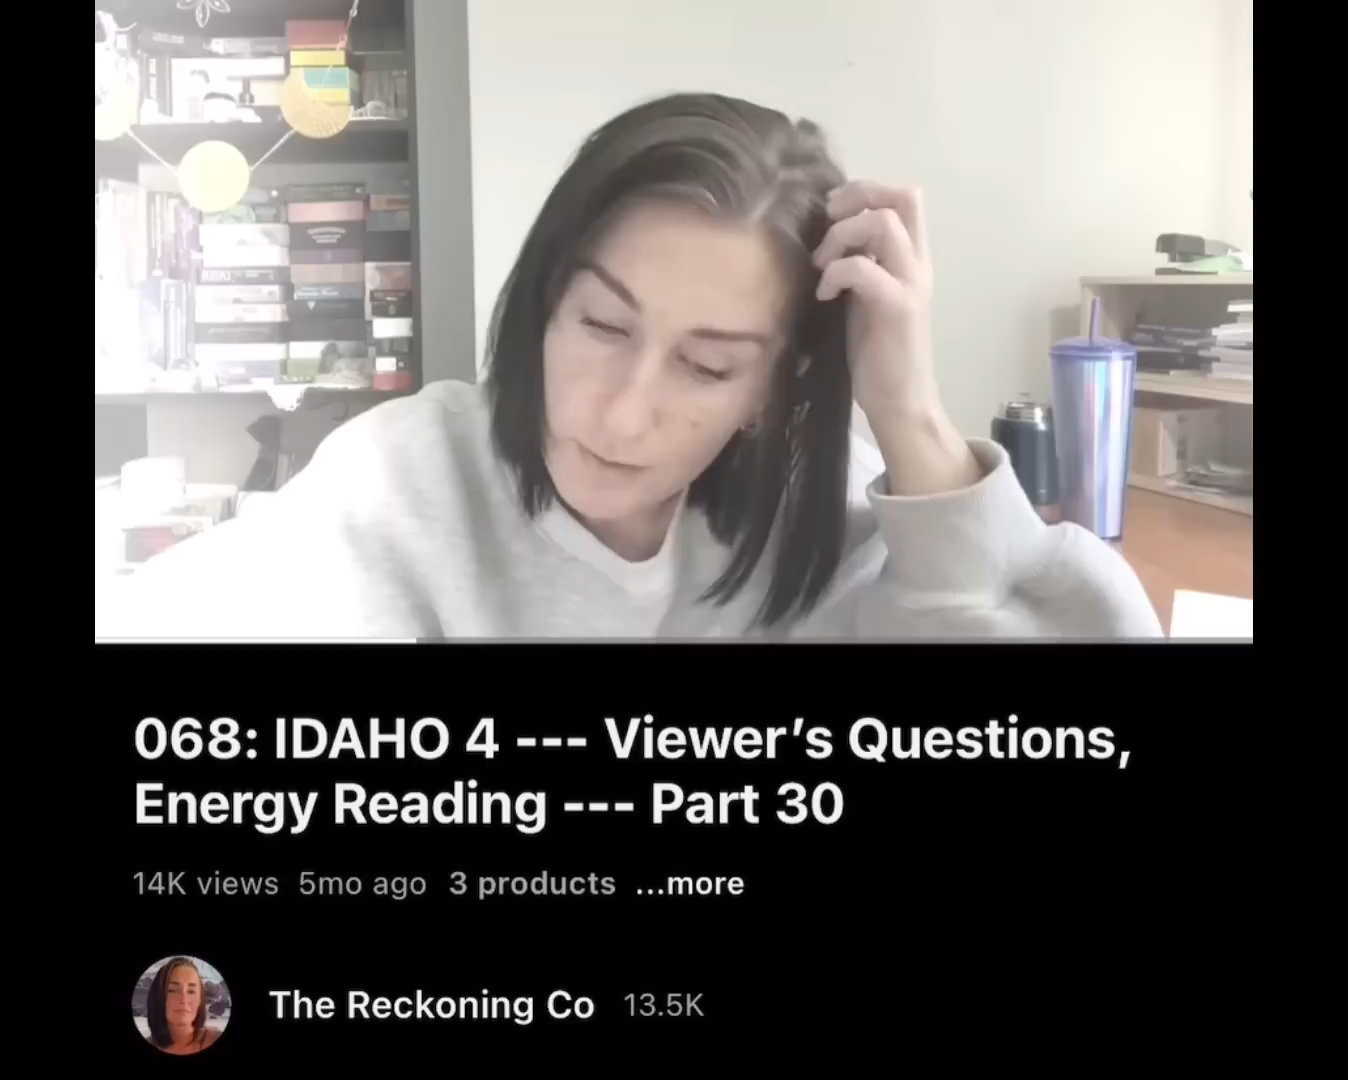 068: IDAHO 4 --- Viewer’s Questions,
Energy Reading --- Part 30
14K views 5mo ago 3 products ...more
The Reckoning Co 13.5K